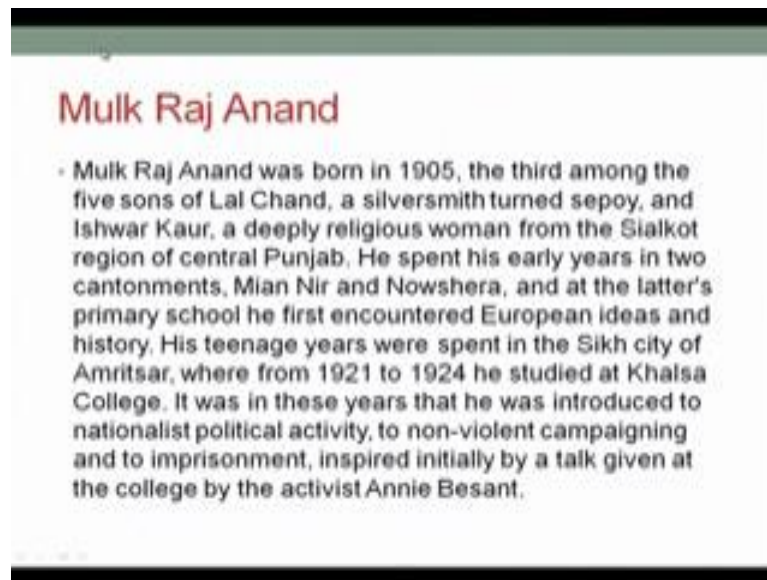 Mulk Raj Anand
• Mulk Raj Anand was born in 1905, the third among the
five sons of Lal Chand, a silversmith turned sepoy, and
Ishwar Kaur, a deeply religious woman from the Sialkot
region of central Punjab. He spent his early years in two
cantonments, Mian Nir and Nowshera, and at the latter's
primary school he first encountered European ideas and
history. His teenage years were spent in the Sikh city of
Amritsar, where from 1921 to 1924 he studied at Khalsa
College. It was in these years that he was introduced to
nationalist political activity, to non-violent campaigning
and to imprisonment, inspired initially by a talk given at
the college by the activist Annie Besant.